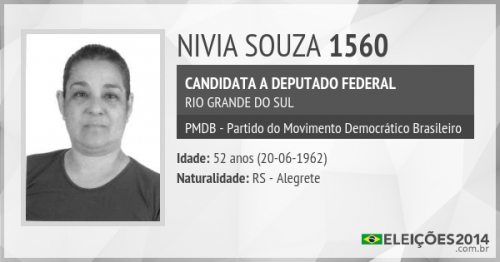 NIVIA SOUZA 1560
CANDIDATA A DEPUTADO FEDERAL
RIO GRANDE DO SUL
PMDB - Partido do Movimento Democrático Brasileiro
Idade: 52 anos (20-06-1962)
Naturalidade: RS - Alegrete
ELEIÇÕES2014
.com.br